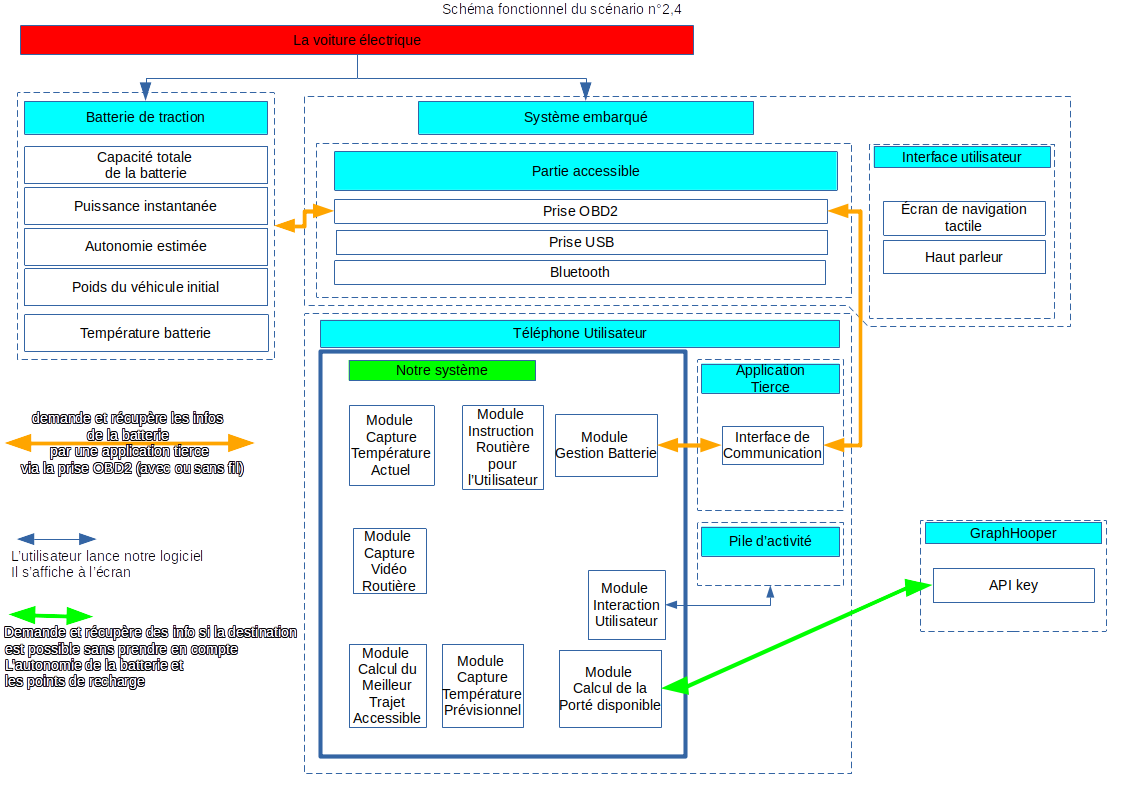 Schéma fonctionnel du scénario n°2,4
La voiture électrique
Batterie de traction
Capacité totale
de la batterie
Puissance instantanée
Autonomie estimée
Poids du véhicule initial
Température batterie
Système embarqué
Partie accessible
Prise OBD2
Prise USB
Bluetooth
Interface utilisateur
Écran de navigation
tactile
Haut parleur
Téléphone Utilisateur
Notre système
Module
Capture
Température
Actuel
Module
Instruction
Routière
pour
l’Utilisateur
Module
Gestion Batterie
Application
Tierce
Interface de
Communication
Module
Capture
Vidéo
Routière
Pile d’activité
Module
Interaction
Utilisateur
Module
Calcul du
Meilleur
Trajet
Accessible
Module
Capture
Température
Prévisionnel
Module
Calcul de la
Porté disponible
GraphHooper
API key
demande et récupère les infos
de la batterie
par une application tierce
via la prise OBD2 (avec ou sans fil)
L’utilisateur lance notre logiciel
Il s’affiche à l’écran
Demande et récupère des info si la destination
est possible sans prendre en compte
L’autonomie de la batterie et
les points de recharge